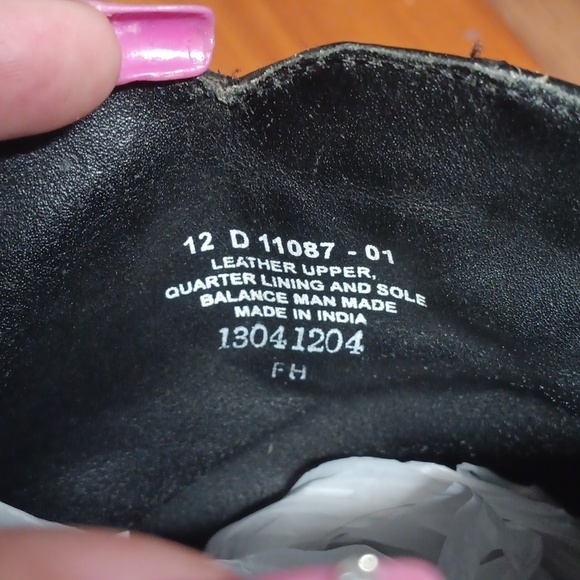 12 D 11087 - 01
LEATHER UPPER,
QUARTER LINING AND SOLE
BALANCE MAN MADE
MADE IN INDIA
13041204
FH